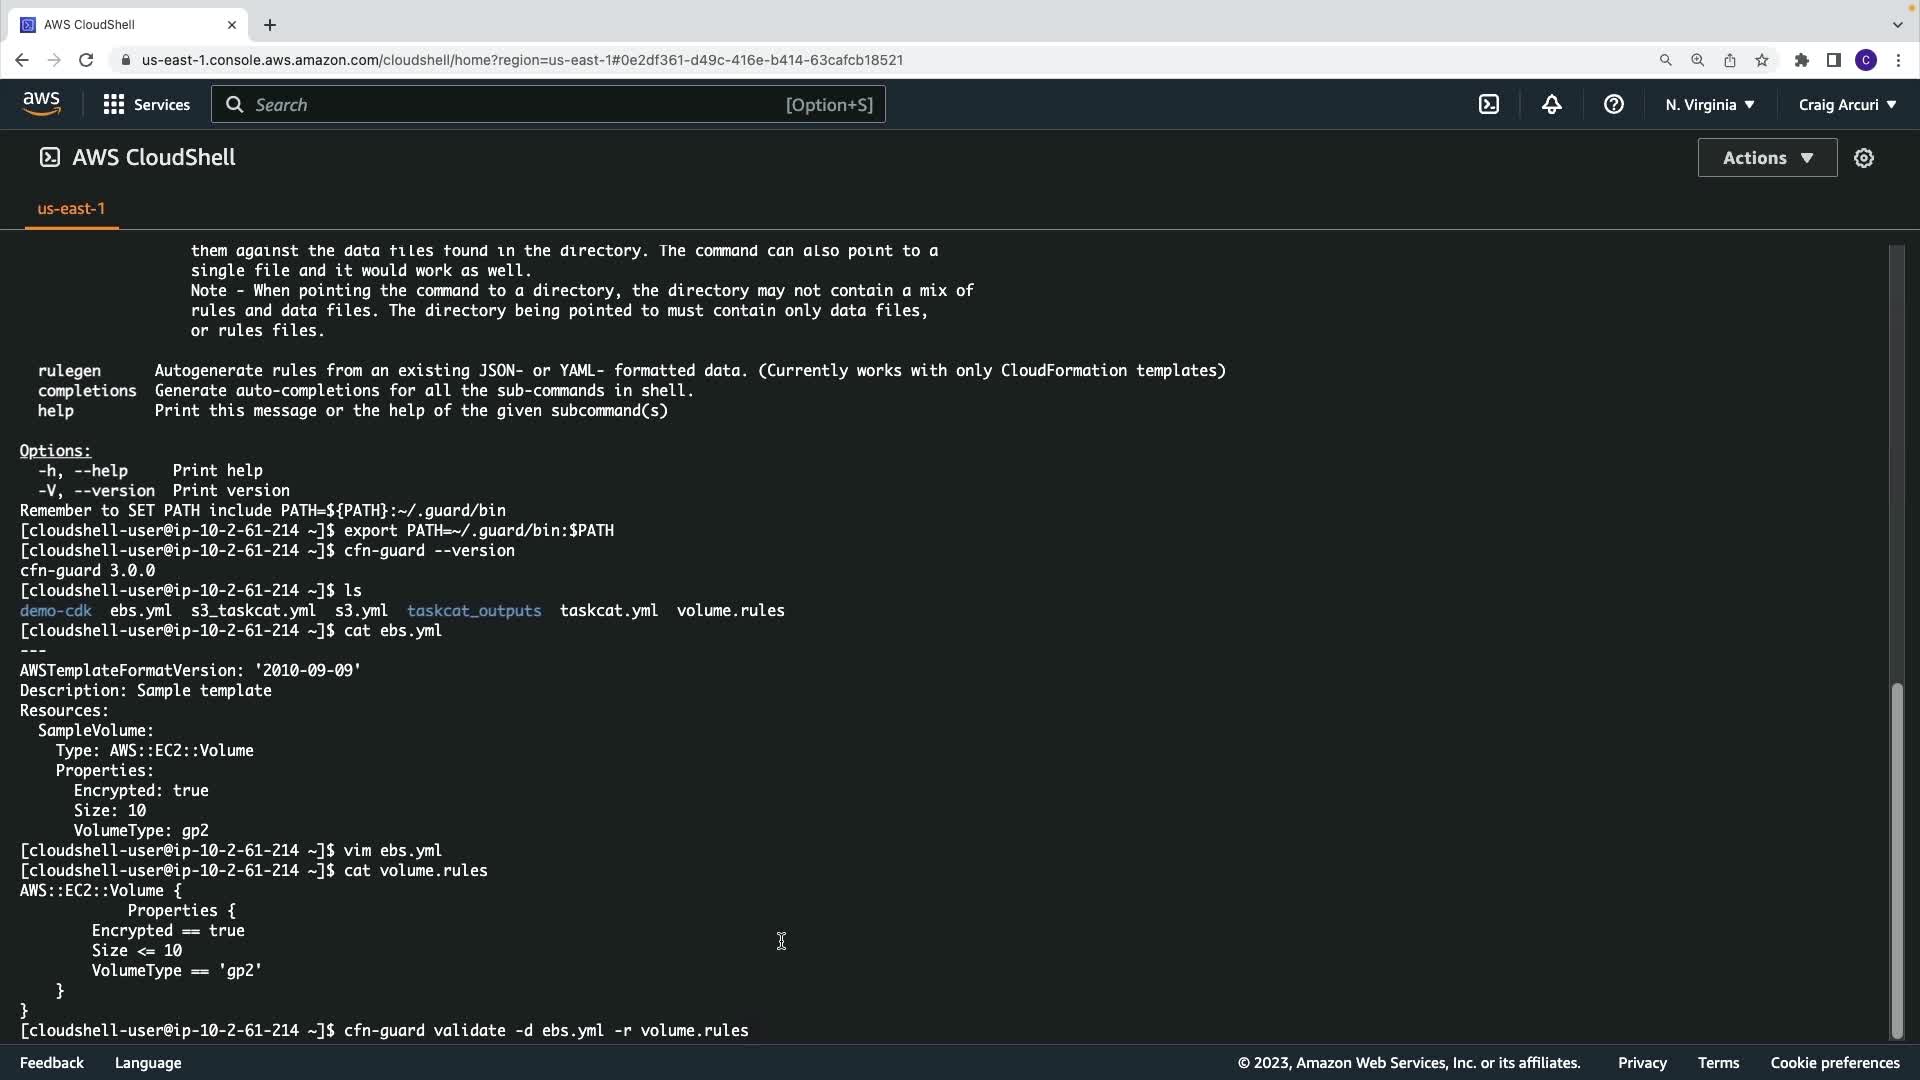 AWS CloudShell
us-east-1.console.aws.amazon.com/cloudshell/home?region=us-east-1#0e2df361-d49c-416e-b414-63cafcb18521
C
aws
Services
Search
[Option+S]
N. Virginia
Craig Arcuri
AWS CloudShell
Actions
us-east-1
them against the data files found in the directory. The command can also point to a
single file and it would work as well.
Note - When pointing the command to a directory, the directory may not contain a mix of
rules and data files. The directory being pointed to must contain only data files,
or rules files.
rulegen Autogenerate rules from an existing JSON- or YAML- formatted data. (Currently works with only CloudFormation templates)
completions Generate auto-completions for all the sub-commands in shell.
help Print this message or the help of the given subcommand(s)
Options:
-h, --help Print help
-V, --version Print version
Remember to SET PATH include PATH=${PATH}:~/.guard/bin
[cloudshell-user@ip-10-2-61-214 ~]$ export PATH=~/.guard/bin:$PATH
[cloudshell-user@ip-10-2-61-214 ~]$ cfn-guard --version
cfn-guard 3.0.0
[cloudshell-user@ip-10-2-61-214 ~]$ ls
demo-cdk ebs.yml s3_taskcat.yml s3.yml taskcat_outputs taskcat.yml volume.rules
[cloudshell-user@ip-10-2-61-214 ~]$ cat ebs.yml
---
AWSTemplateFormatVersion: '2010-09-09'
Description: Sample template
Resources:
SampleVolume:
Type: AWS::EC2::Volume
Properties:
Encrypted: true
Size: 10
VolumeType: gp2
[cloudshell-user@ip-10-2-61-214 ~]$ vim ebs.yml
[cloudshell-user@ip-10-2-61-214 ~]$ cat volume.rules
AWS::EC2::Volume {
Properties {
Encrypted == true
Size <= 10
VolumeType == 'gp2'
}
}
[cloudshell-user@ip-10-2-61-214 ~]$ cfn-guard validate -d ebs.yml -r volume.rules
Feedback
Language
© 2023, Amazon Web Services, Inc. or its affiliates.
Privacy
Terms
Cookie preferences